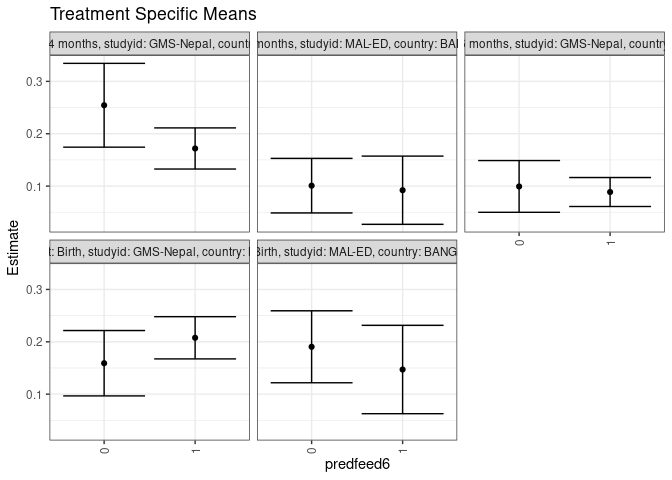 Treatment Specific Means
4 months, studyid: GMS-Nepal, countr
months, studyid: MAL-ED, country: BAN
months, studyid: GMS-Nepal, country
0.3
0.2
0.1
0
1
t: Birth, studyid: GMS-Nepal, country:
Birth, studyid: MAL-ED, country: BANG
0.3
0.2
0.1
0
1
0
1
Estimate
predfeed6